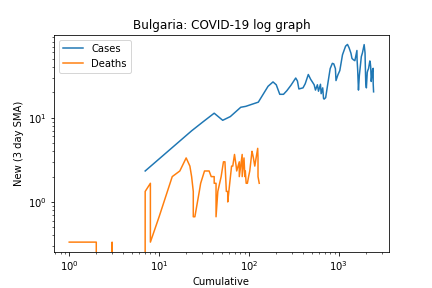 Bulgaria: COVID-19 log graph
Cases
Deaths
New (3 day SMA)
10¹
10⁰
10⁰ 10¹ 10² 10³
Cumulative